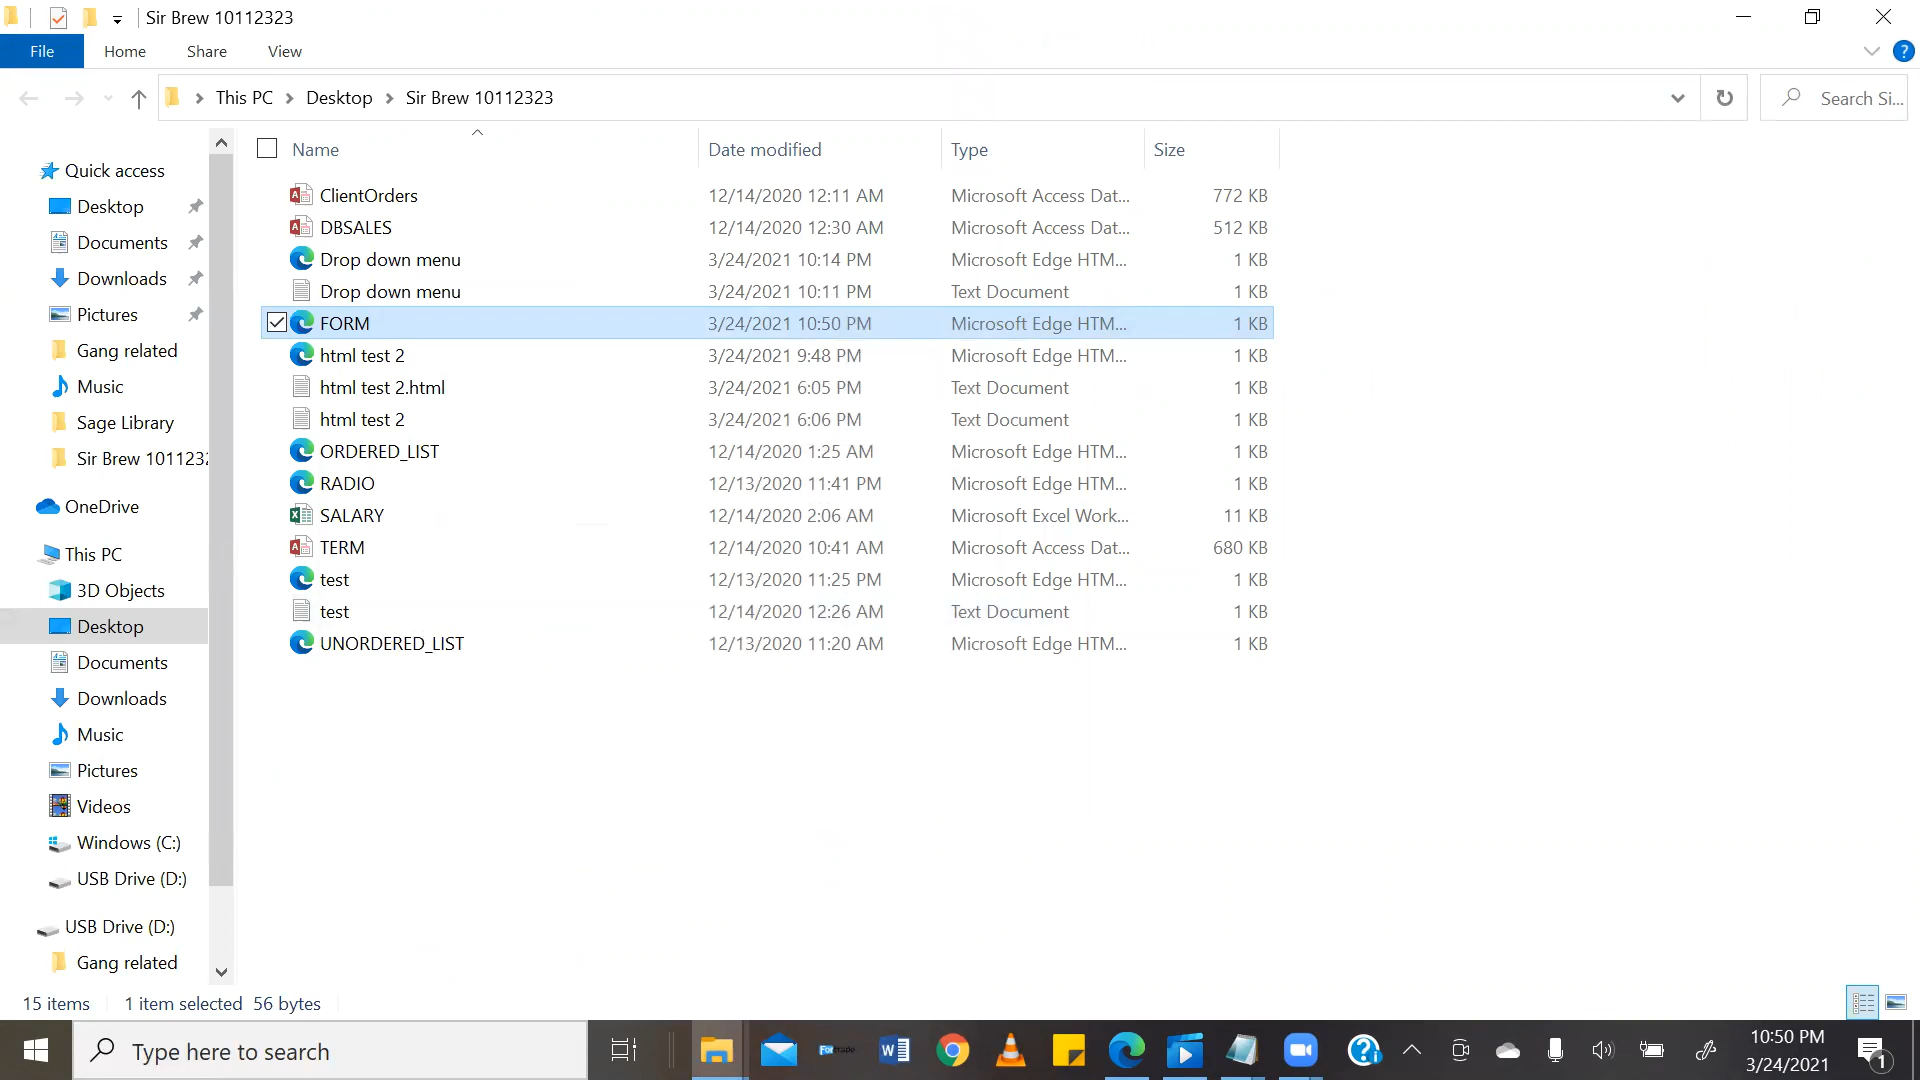 Sir Brew 10112323
File Home Share View
This PC Desktop Sir Brew 10112323
Search Si...
Name Date modified Type Size
ClientOrders 12/14/2020 12:11 AM Microsoft Access Dat... 772 KB
DBSALES 12/14/2020 12:30 AM Microsoft Access Dat... 512 KB
Drop down menu 3/24/2021 10:14 PM Microsoft Edge HTM... 1 KB
Drop down menu 3/24/2021 10:11 PM Text Document 1 KB
FORM 3/24/2021 10:50 PM Microsoft Edge HTM... 1 KB
html test 2 3/24/2021 9:48 PM Microsoft Edge HTM... 1 KB
html test 2.html 3/24/2021 6:05 PM Text Document 1 KB
html test 2 3/24/2021 6:06 PM Text Document 1 KB
ORDERED_LIST 12/14/2020 1:25 AM Microsoft Edge HTM... 1 KB
RADIO 12/13/2020 11:41 PM Microsoft Edge HTM... 1 KB
SALARY 12/14/2020 2:06 AM Microsoft Excel Work... 11 KB
TERM 12/14/2020 10:41 AM Microsoft Access Dat... 680 KB
test 12/13/2020 11:25 PM Microsoft Edge HTM... 1 KB
test 12/14/2020 12:26 AM Text Document 1 KB
UNORDERED_LIST 12/13/2020 11:20 AM Microsoft Edge HTM... 1 KB
Quick access
Desktop
Documents
Downloads
Pictures
Gang related
Music
Sage Library
Sir Brew 1011232
OneDrive
This PC
3D Objects
Desktop
Documents
Downloads
Music
Pictures
Videos
Windows (C:)
USB Drive (D:)
USB Drive (D:)
Gang related
15 items 1 item selected 56 bytes
Type here to search
10:50 PM
3/24/2021
1